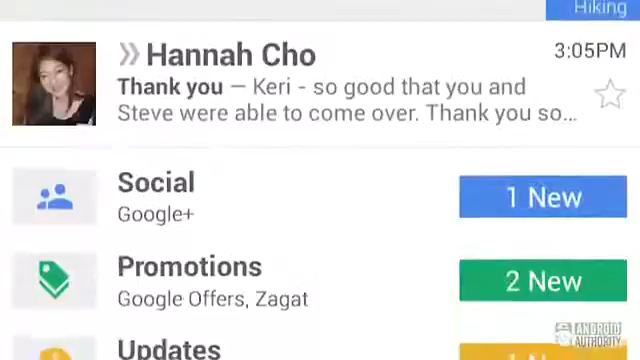 Hiking
Hannah Cho
3:05PM
Thank you — Keri - so good that you and
Steve were able to come over. Thank you so...
Social
1 New
Google+
Promotions
2 New
Google Offers, Zagat
Updates
ANDROID
AUTHORITY